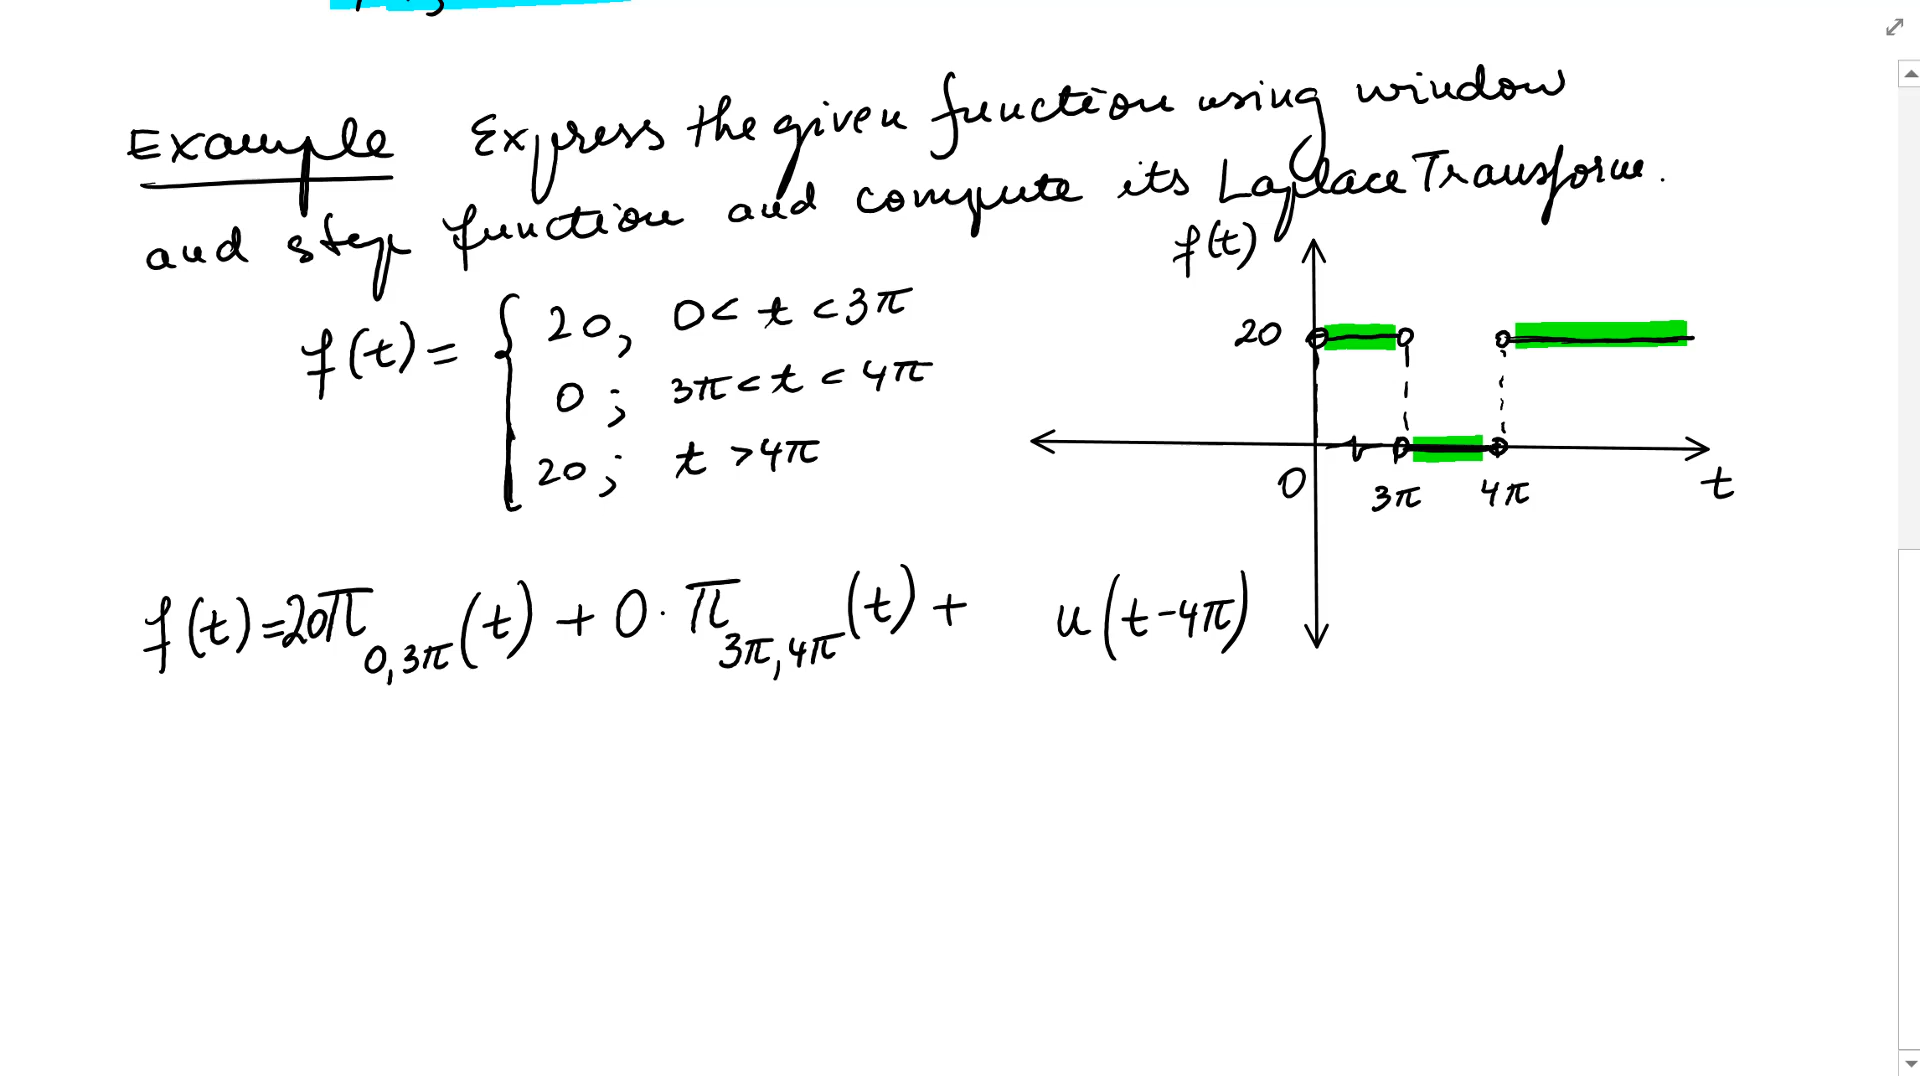 Example Express the given function using window
and step function and compute its Laplace Transform.
f(t) = { 20, 0 < t < 3π
0 ; 3π < t < 4π
20 ; t > 4π
f(t)
20
0 3π 4π t
f(t) = 20π₀,₃π(t) + 0 · π₃π,₄π(t) + u(t-4π)